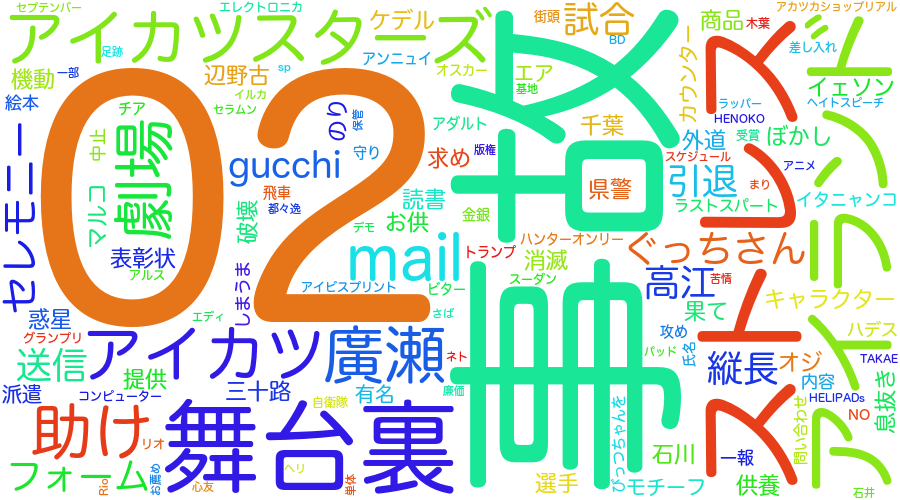 セプテンバー
エレクトロニカ
アカツカショップリアル
アイカツスターズ
ケデル
街頭
試合
BD
商品
木葉
差し入れ
足跡
アンニュイ
機動
一部
辺野古
sp
オスカー
エア
基地
カウンター
イェソン
絵本
チア
イルカ
セラムン
のり
保管
アダルト
千葉
ラッパー
HENOKO
ヘイトスピーチ
02
事故
ストレス
ファイトランド
中止
劇場
gucchi
守り
求め
版権
外道
受賞
ぼかし
スケジュール
アニメ
セレモニー
マルコ
飛車
都々逸
読書
県警
引退
まり
破壊
お供
金銀
ラストスパート
イタニャンコ
デモ
トランプ
ハンターオンリー
ぐっちさん
表彰状
アルス
mail
消滅
スーダン
高江
苦情
しまうま
アイビスプリント
ビター
キャラクター
惑星
エディ
さば
果て
グランプリ
アイカツ
廣瀬
ネト
攻め
バッド
氏名
ハデス
送信
提供
縦長
オジ
TAKAE
派遣
コンピューター
三十路
有名
廉価
内容
HELIPADs
息抜き
助け
舞台裏
自衛隊
びっつちゃんを
問い合わせ
NO
リオ
石川
一報
フォーム
Rio
お薦め
心友
ヘリ
単体
選手
モチーフ
供養
石井